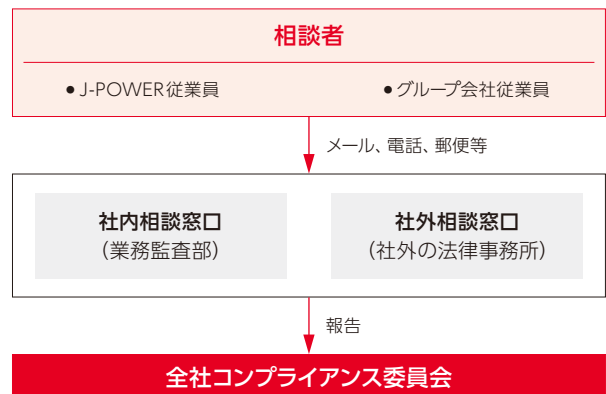 相談者
●J-POWER従業員 ●グループ会社従業員
メール、電話、郵便等
社内相談窓口 社外相談窓口
(業務監査部) (社外の法律事務所)
報告
全社コンプライアンス委員会